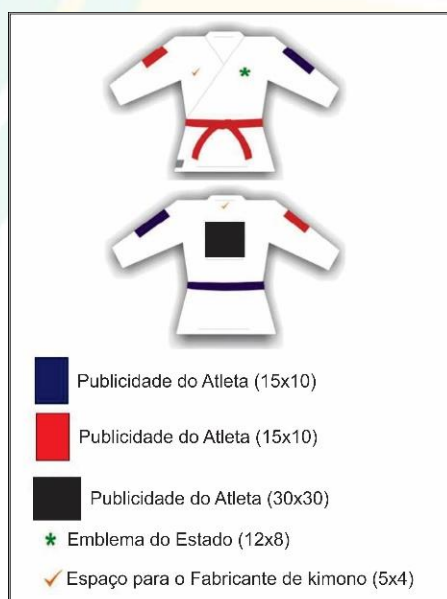 Publicidade do Atleta (15x10)
Publicidade do Atleta (15x10)
Publicidade do Atleta (30x30)
Emblema do Estado (12x8)
Espaço para o Fabricante de kimono (5x4)